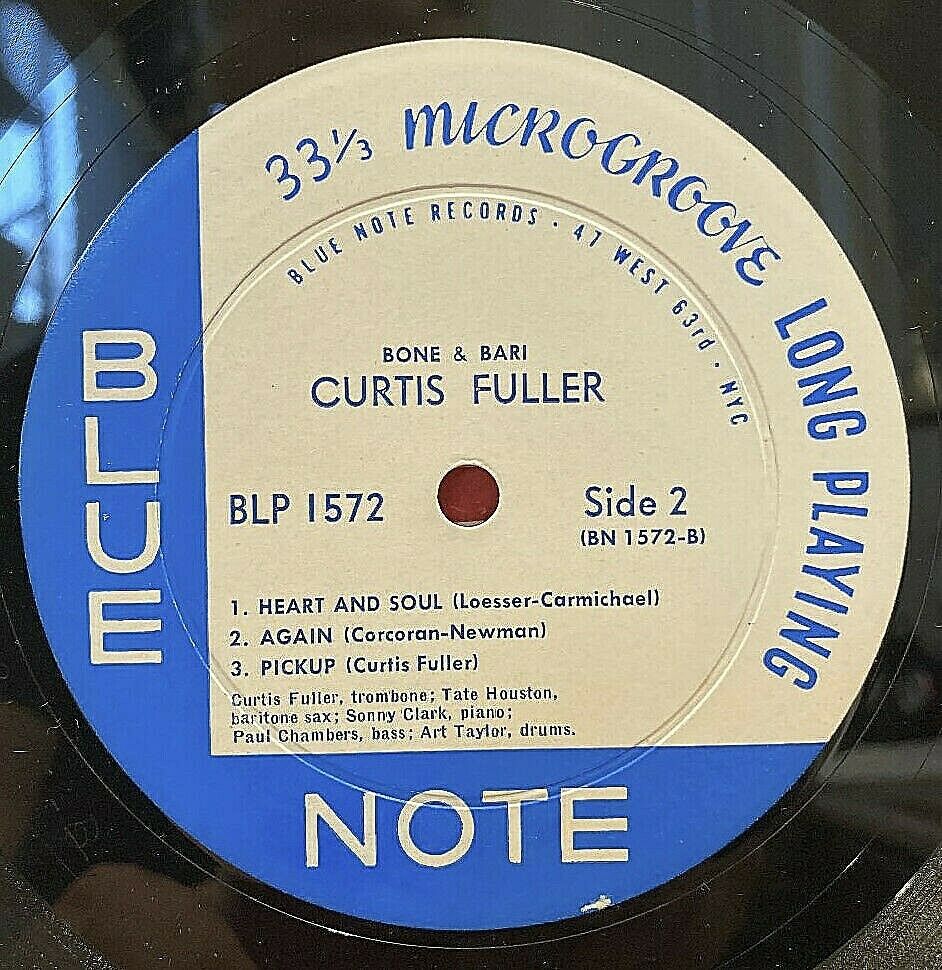 33⅓ MICROGROOVE LONG PLAYING
BLUE NOTE RECORDS · 47 WEST 63rd · NYC
BONE & BARI
CURTIS FULLER
BLP 1572
Side 2
(BN 1572-B)
1. HEART AND SOUL (Loesser-Carmichael)
2. AGAIN (Corcoran-Newman)
3. PICKUP (Curtis Fuller)
Curtis Fuller, trombone; Tate Houston,
baritone sax; Sonny Clark, piano;
Paul Chambers, bass; Art Taylor, drums.
BLUE
NOTE